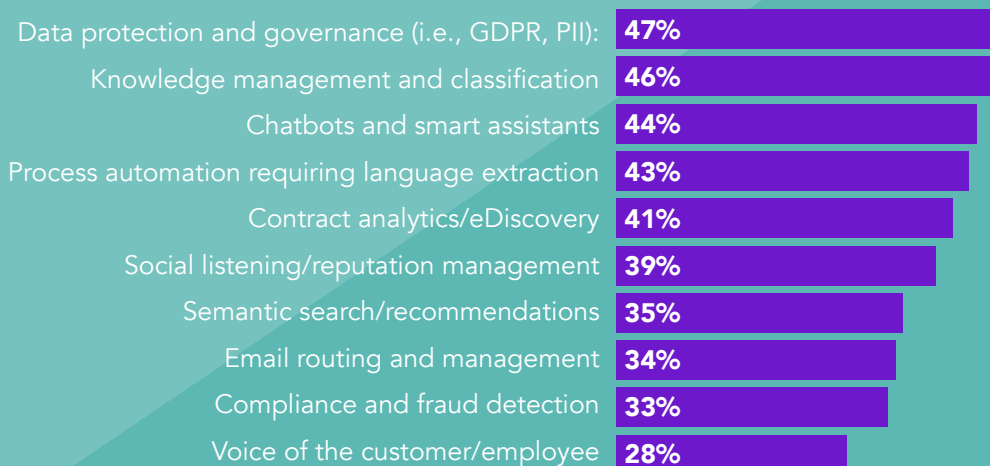 Data protection and governance (i.e., GDPR, PII): 47%
Knowledge management and classification 46%
Chatbots and smart assistants 44%
Process automation requiring language extraction 43%
Contract analytics/eDiscovery 41%
Social listening/reputation management 39%
Semantic search/recommendations 35%
Email routing and management 34%
Compliance and fraud detection 33%
Voice of the customer/employee 28%